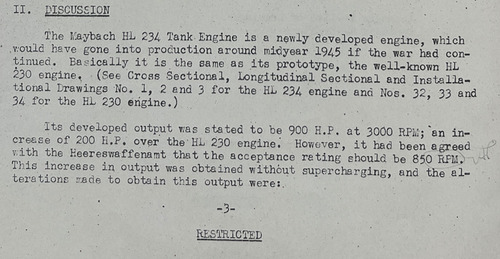 II. DISCUSSION
The Maybach HL 234 Tank Engine is a newly developed engine, which
would have gone into production around midyear 1945 if the war had con-
tinued. Basically it is the same as its prototype, the well-known HL
230 engine. (See Cross Sectional, Longitudinal Sectional and Installa-
tional Drawings No. 1, 2 and 3 for the HL 234 engine and Nos. 32, 33 and
34 for the HL 230 engine.)
Its developed output was stated to be 900 H.P. at 3000 RPM; an in-
crease of 200 H.P. over the HL 230 engine. However, it had been agreed
with the Heereswaffenamt that the acceptance rating should be 850 RPM.
This increase in output was obtained without supercharging, and the al-
terations made to obtain this output were:
-3-
RESTRICTED